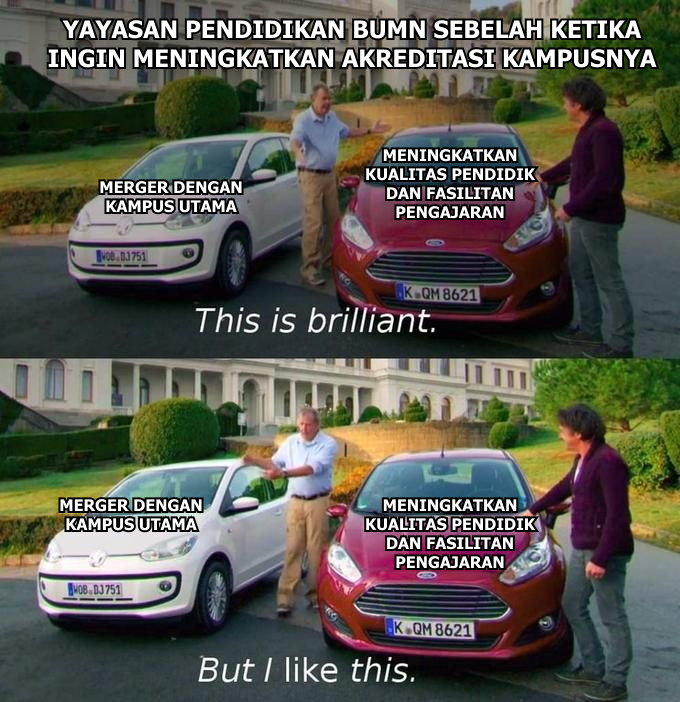 YAYASAN PENDIDIKAN BUMN SEBELAH KETIKA
INGIN MENINGKATKAN AKREDITASI KAMPUSNYA
MERGER DENGAN
KAMPUS UTAMA
MENINGKATKAN
KUALITAS PENDIDIK
DAN FASILITAN
PENGAJARAN
WOB DJ751
K QM 8621
This is brilliant.
MERGER DENGAN
KAMPUS UTAMA
MENINGKATKAN
KUALITAS PENDIDIK
DAN FASILITAN
PENGAJARAN
WOB DJ751
K QM 8621
But I like this.